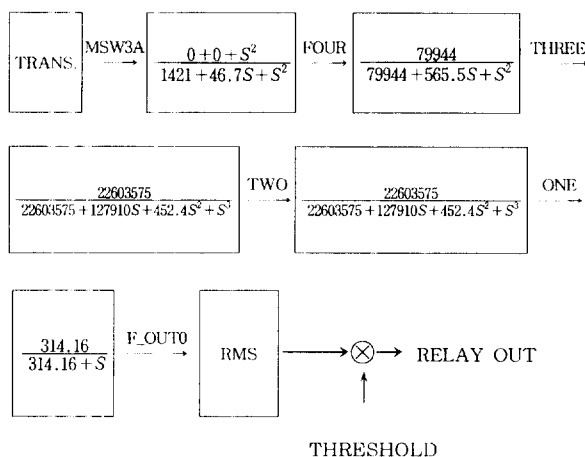 TRANS.
MSW3A
0+0+S²
1421+46.7S+S²
FOUR
79944
79944+565.5S+S²
THREE
22603575
22603575+127910S+452.4S²+S³
TWO
22603575
22603575+127910S+452.4S²+S³
ONE
314.16
314.16+S
F_OUT0
RMS
RELAY OUT
THRESHOLD